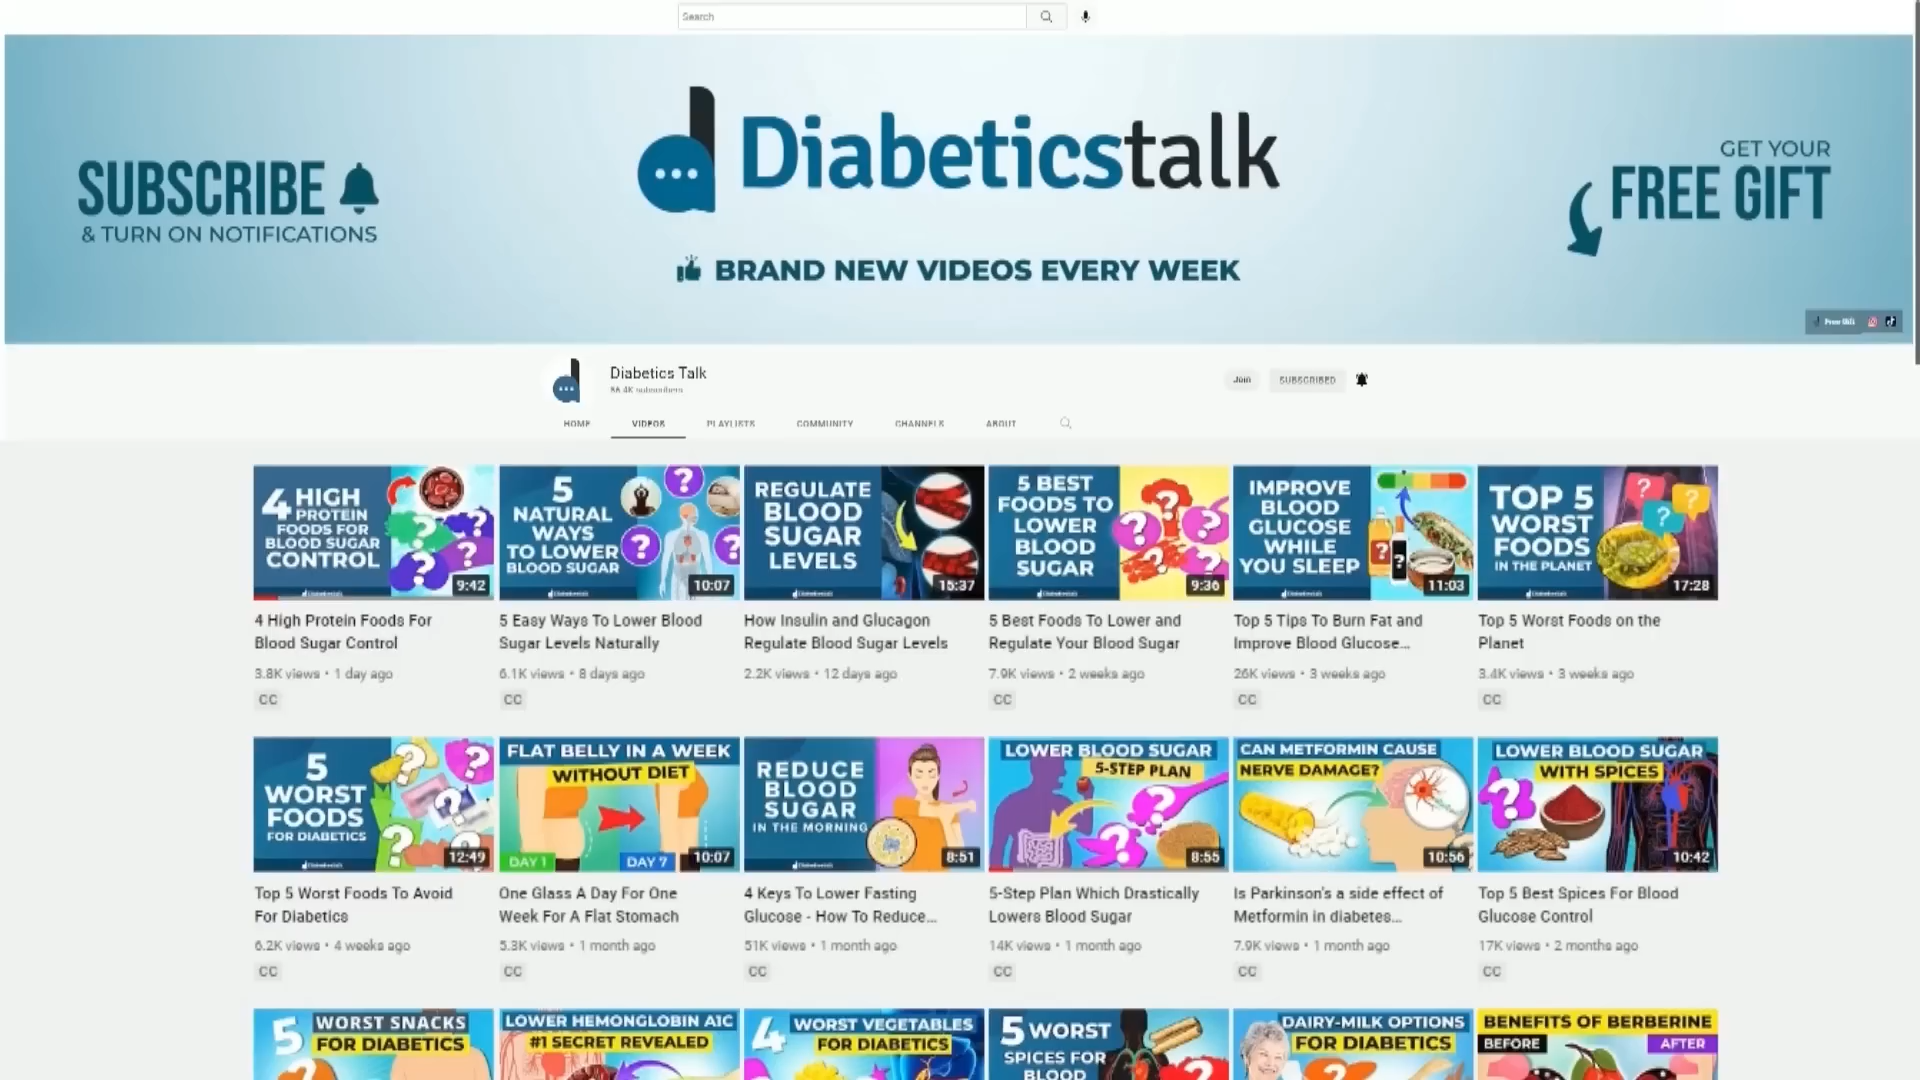 Search
SUBSCRIBE
& TURN ON NOTIFICATIONS
Diabeticstalk
BRAND NEW VIDEOS EVERY WEEK
GET YOUR
FREE GIFT
Free Gift
Diabetics Talk
subscribers
Join
SUBSCRIBED
HOME
VIDEOS
PLAYLISTS
COMMUNITY
CHANNELS
ABOUT
4 HIGH
PROTEIN
FOODS FOR
BLOOD SUGAR
CONTROL
9:42
5
NATURAL
WAYS
TO LOWER
BLOOD SUGAR
10:07
REGULATE
BLOOD
SUGAR
LEVELS
15:37
5 BEST
FOODS TO
LOWER
BLOOD
SUGAR
9:36
IMPROVE
BLOOD
GLUCOSE
WHILE
YOU SLEEP
11:03
TOP 5
WORST
FOODS
IN THE PLANET
17:28
4 High Protein Foods For
Blood Sugar Control
3.8K views • 1 day ago
CC
5 Easy Ways To Lower Blood
Sugar Levels Naturally
6.1K views • 8 days ago
CC
How Insulin and Glucagon
Regulate Blood Sugar Levels
2.2K views • 12 days ago
5 Best Foods To Lower and
Regulate Your Blood Sugar
7.9K views • 2 weeks ago
CC
Top 5 Tips To Burn Fat and
Improve Blood Glucose...
26K views • 3 weeks ago
CC
Top 5 Worst Foods on the
Planet
3.4K views • 3 weeks ago
CC
5
WORST
FOODS
FOR DIABETICS
12:49
FLAT BELLY IN A WEEK
WITHOUT DIET
DAY 1
DAY 7
10:07
REDUCE
BLOOD
SUGAR
IN THE MORNING
8:51
LOWER BLOOD SUGAR
5-STEP PLAN
8:55
CAN METFORMIN CAUSE
NERVE DAMAGE?
10:56
LOWER BLOOD SUGAR
WITH SPICES
10:42
Top 5 Worst Foods To Avoid
For Diabetics
6.2K views • 4 weeks ago
CC
One Glass A Day For One
Week For A Flat Stomach
5.3K views • 1 month ago
CC
4 Keys To Lower Fasting
Glucose - How To Reduce...
51K views • 1 month ago
CC
5-Step Plan Which Drastically
Lowers Blood Sugar
14K views • 1 month ago
CC
Is Parkinson's a side effect of
Metformin in diabetes...
7.9K views • 1 month ago
CC
Top 5 Best Spices For Blood
Glucose Control
17K views • 2 months ago
CC
5 WORST SNACKS
FOR DIABETICS
LOWER HEMONGLOBIN A1C
#1 SECRET REVEALED
4 WORST VEGETABLES
FOR DIABETICS
5 WORST
SPICES FOR
BLOOD
DAIRY-MILK OPTIONS
FOR DIABETICS
BENEFITS OF BERBERINE
BEFORE
AFTER